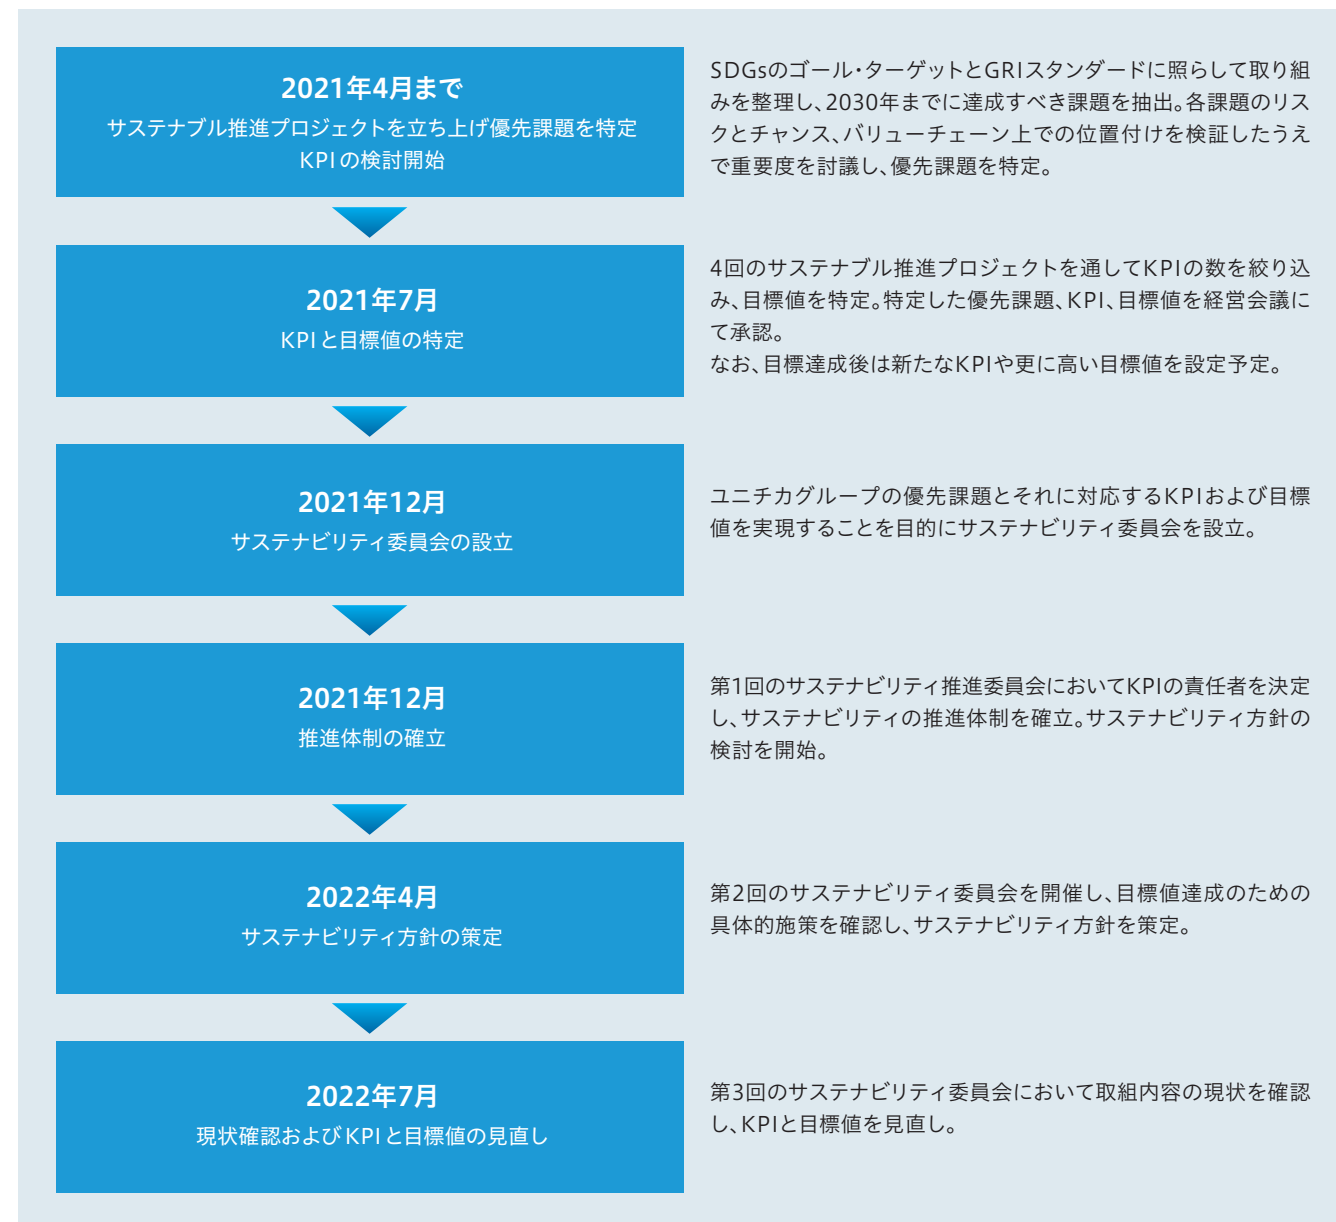 2021年4月まで
サステナブル推進プロジェクトを立ち上げ優先課題を特定
KPIの検討開始
SDGsのゴール・ターゲットとGRIスタンダードに照らして取り組
みを整理し、2030年までに達成すべき課題を抽出。各課題のリス
クとチャンス、バリューチェーン上での位置付けを検証したうえ
で重要度を討議し、優先課題を特定。
2021年7月
KPIと目標値の特定
4回のサステナブル推進プロジェクトを通してKPIの数を絞り込
み、目標値を特定。特定した優先課題、KPI、目標値を経営会議に
て承認。
なお、目標達成後は新たなKPIや更に高い目標値を設定予定。
2021年12月
サステナビリティ委員会の設立
ユニチカグループの優先課題とそれに対応するKPIおよび目標
値を実現することを目的にサステナビリティ委員会を設立。
2021年12月
推進体制の確立
第1回のサステナビリティ推進委員会においてKPIの責任者を決定
し、サステナビリティの推進体制を確立。サステナビリティ方針の
検討を開始。
2022年4月
サステナビリティ方針の策定
第2回のサステナビリティ委員会を開催し、目標値達成のための
具体的施策を確認し、サステナビリティ方針を策定。
2022年7月
現状確認およびKPIと目標値の見直し
第3回のサステナビリティ委員会において取組内容の現状を確認
し、KPIと目標値を見直し。